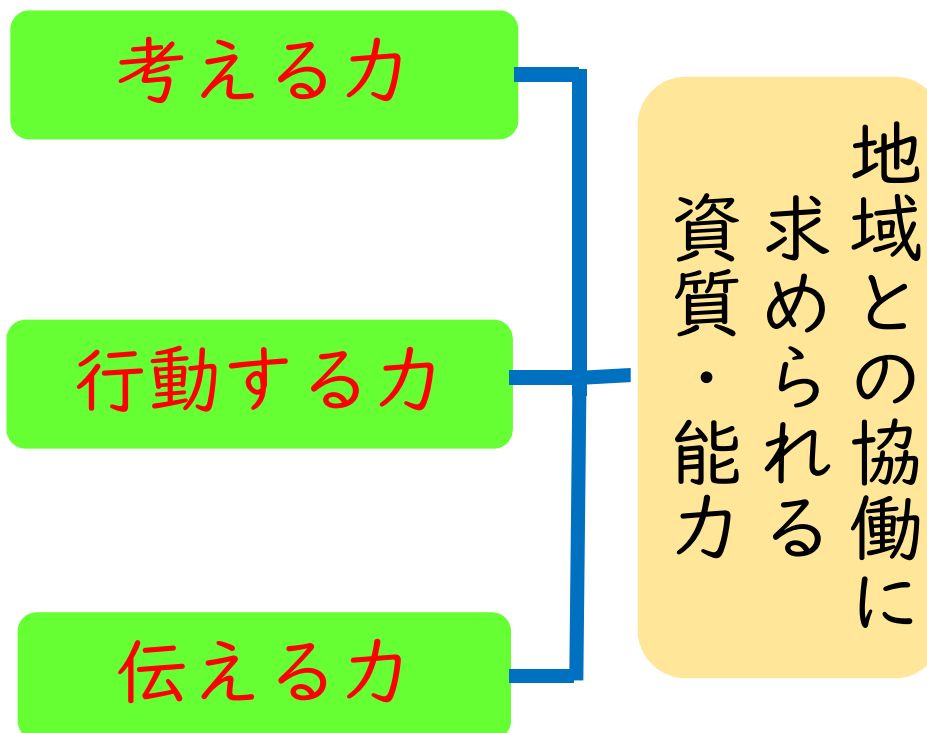 考える力
行動する力
伝える力
地域との協働に
求められる
資質・能力